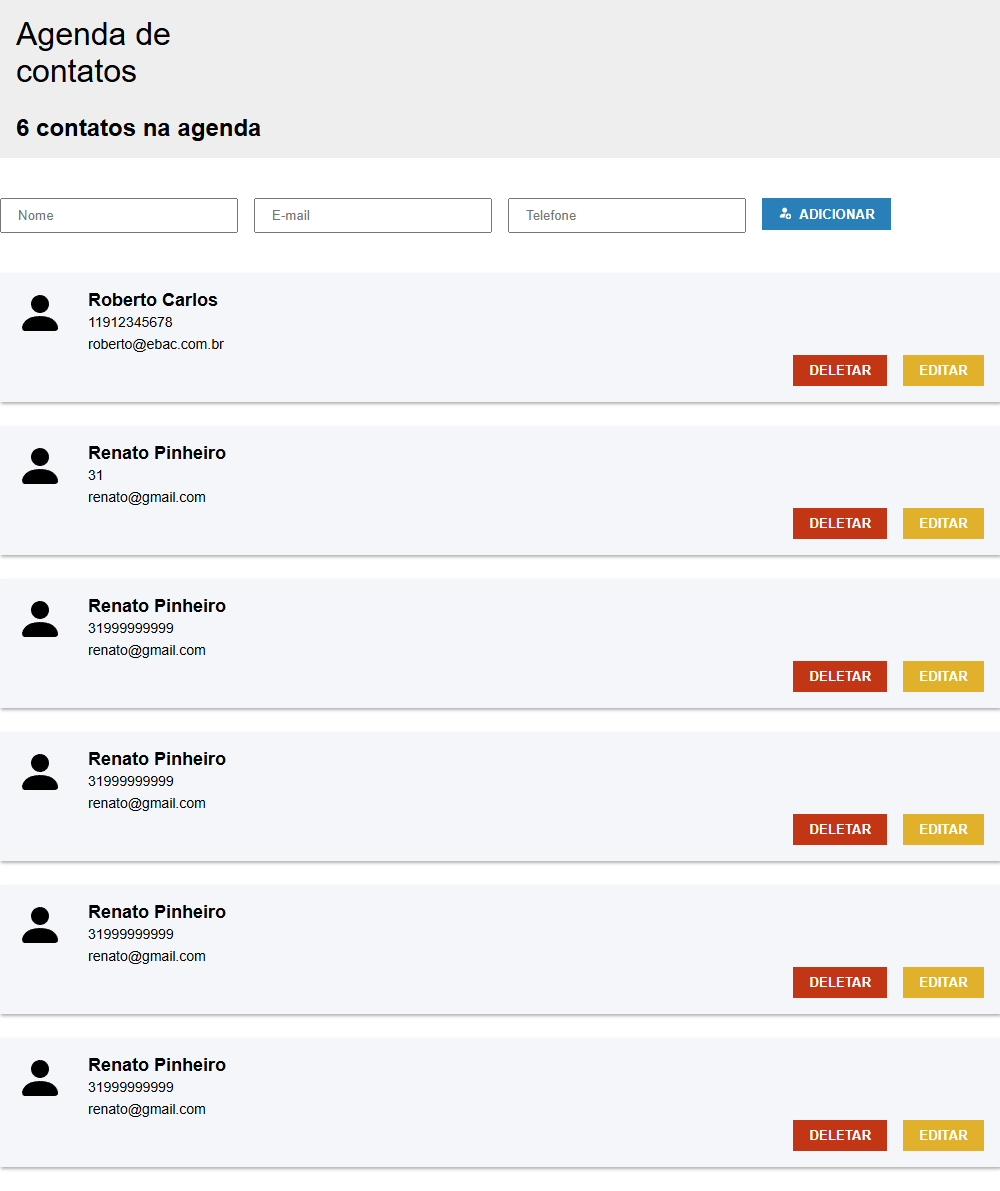 Agenda de
contatos
6 contatos na agenda
Nome E-mail Telefone ADICIONAR
Roberto Carlos
11912345678
roberto@ebac.com.br
DELETAR EDITAR
Renato Pinheiro
31
renato@gmail.com
DELETAR EDITAR
Renato Pinheiro
31999999999
renato@gmail.com
DELETAR EDITAR
Renato Pinheiro
31999999999
renato@gmail.com
DELETAR EDITAR
Renato Pinheiro
31999999999
renato@gmail.com
DELETAR EDITAR
Renato Pinheiro
31999999999
renato@gmail.com
DELETAR EDITAR